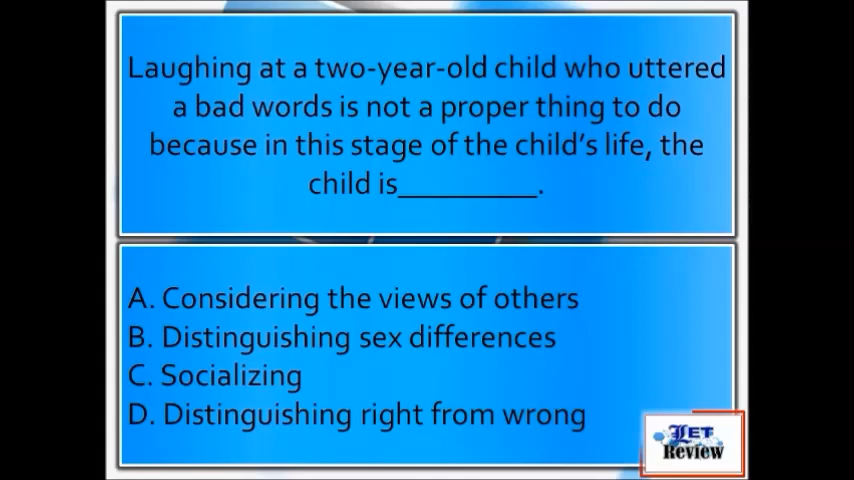 Laughing at a two-year-old child who uttered
a bad words is not a proper thing to do
because in this stage of the child's life, the
child is__________.
A. Considering the views of others
B. Distinguishing sex differences
C. Socializing
D. Distinguishing right from wrong
LET
Review